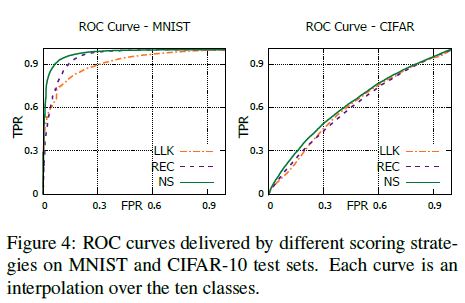 ROC Curve - MNIST
TPR
0.9
0.6
0.3
0
LLK
REC
NS
0 FPR 0.3 0.6 0.9
ROC Curve - CIFAR
TPR
0.9
0.6
0.3
0
LLK
REC
NS
0 FPR 0.3 0.6 0.9
Figure 4: ROC curves delivered by different scoring strate-
gies on MNIST and CIFAR-10 test sets. Each curve is an
interpolation over the ten classes.